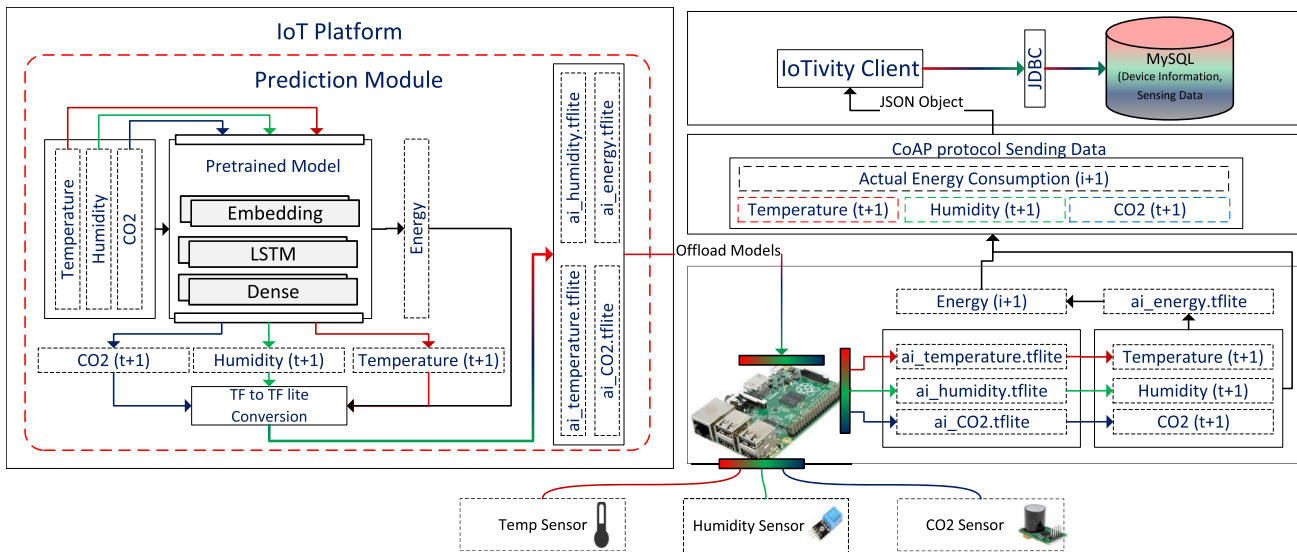 IoT Platform
Prediction Module
Temperature
Humidity
CO2
Pretrained Model
Embedding
LSTM
Dense
Energy
CO2 (t+1)
Humidity (t+1)
Temperature (t+1)
TF to TF lite
Conversion
ai_humidity.tflite
ai_energy.tflite
ai_temperature.tflite
ai_CO2.tflite
Offload Models
IoTivity Client
JDBC
MySQL
(Device Information,
Sensing Data)
JSON Object
CoAP protocol Sending Data
Actual Energy Consumption (i+1)
Temperature (t+1)
Humidity (t+1)
CO2 (t+1)
Energy (i+1)
ai_energy.tflite
ai_temperature.tflite
Temperature (t+1)
ai_humidity.tflite
Humidity (t+1)
ai_CO2.tflite
CO2 (t+1)
Temp Sensor
Humidity Sensor
CO2 Sensor